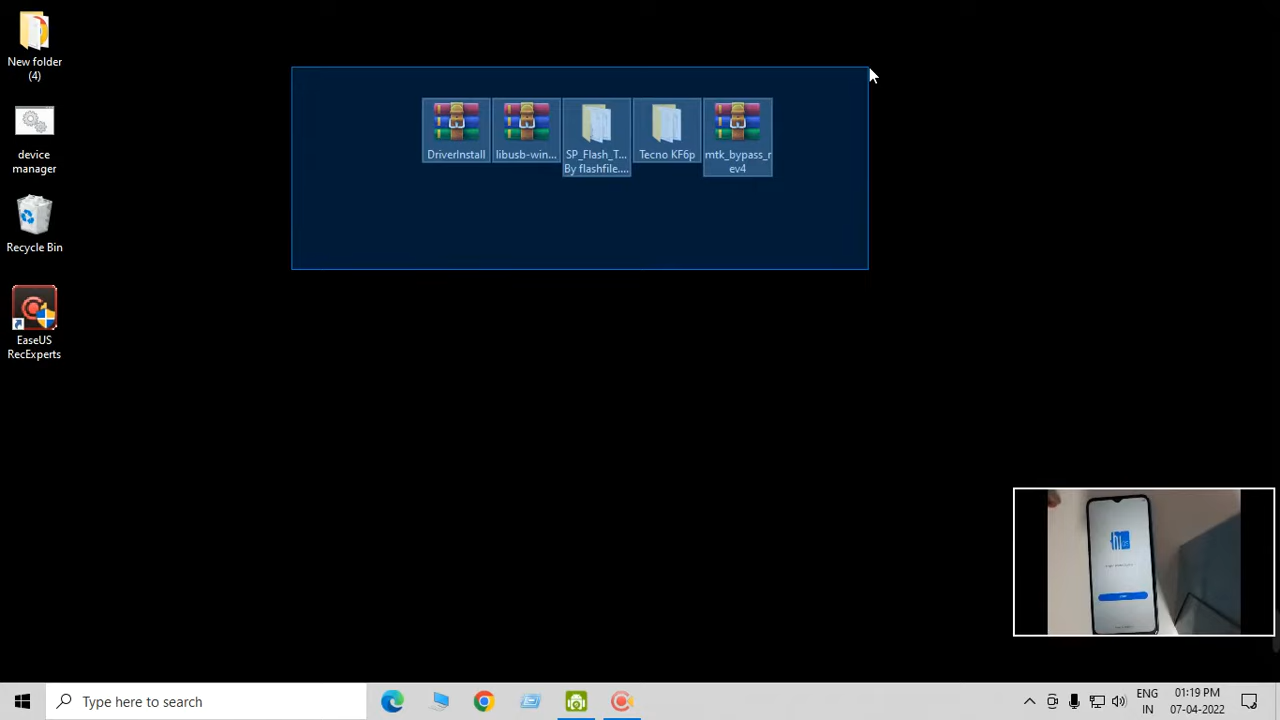 New folder
(4)
device
manager
Recycle Bin
EaseUS
RecExperts
DriverInstall
libusb-win...
SP_Flash_T...
By flashfile....
Tecno KF6p
mtk_bypass_r
ev4
Type here to search
ENG
IN
01:19 PM
07-04-2022